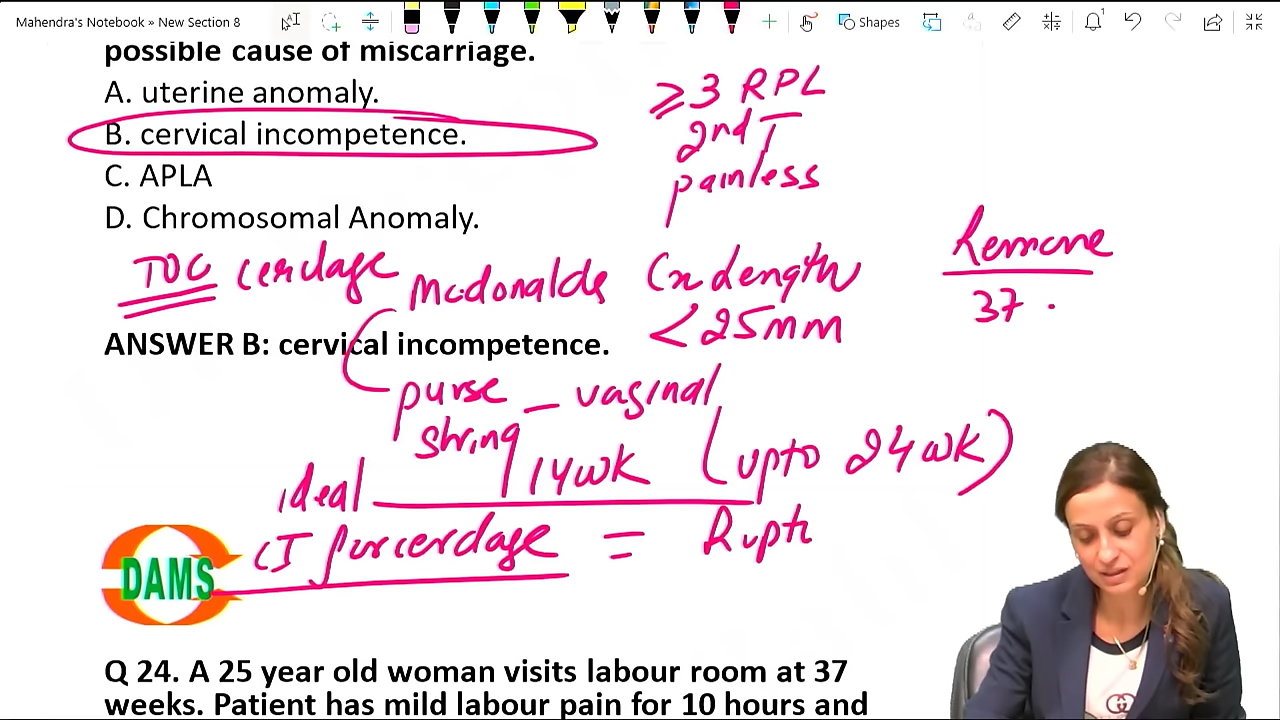 Mahendra's Notebook » New Section 8
Shapes
possible cause of miscarriage.
A. uterine anomaly.
B. cervical incompetence.
C. APLA
D. Chromosomal Anomaly.
≥3 RPL
2nd T
painless
TOC cerclage
Mcdonalds
Cx length
<25mm
Remove
37
ANSWER B: cervical incompetence.
purse – vaginal
string
ideal 14wk (upto 24wk)
CI for cerclage = Ruptu
DAMS
Q 24. A 25 year old woman visits labour room at 37
weeks. Patient has mild labour pain for 10 hours and